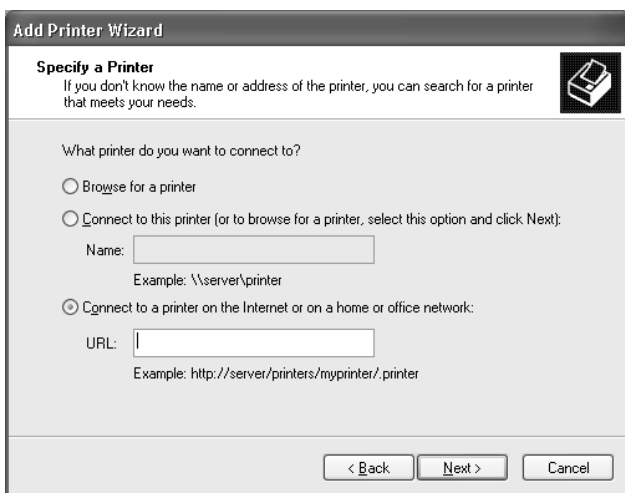 Add Printer Wizard
Specify a Printer
If you don't know the name or address of the printer, you can search for a printer
that meets your needs.
What printer do you want to connect to?
Browse for a printer
Connect to this printer (or to browse for a printer, select this option and click Next):
Name:
Example: \\server\printer
Connect to a printer on the Internet or on a home or office network:
URL:
Example: http://server/printers/myprinter/.printer
< Back Next > Cancel